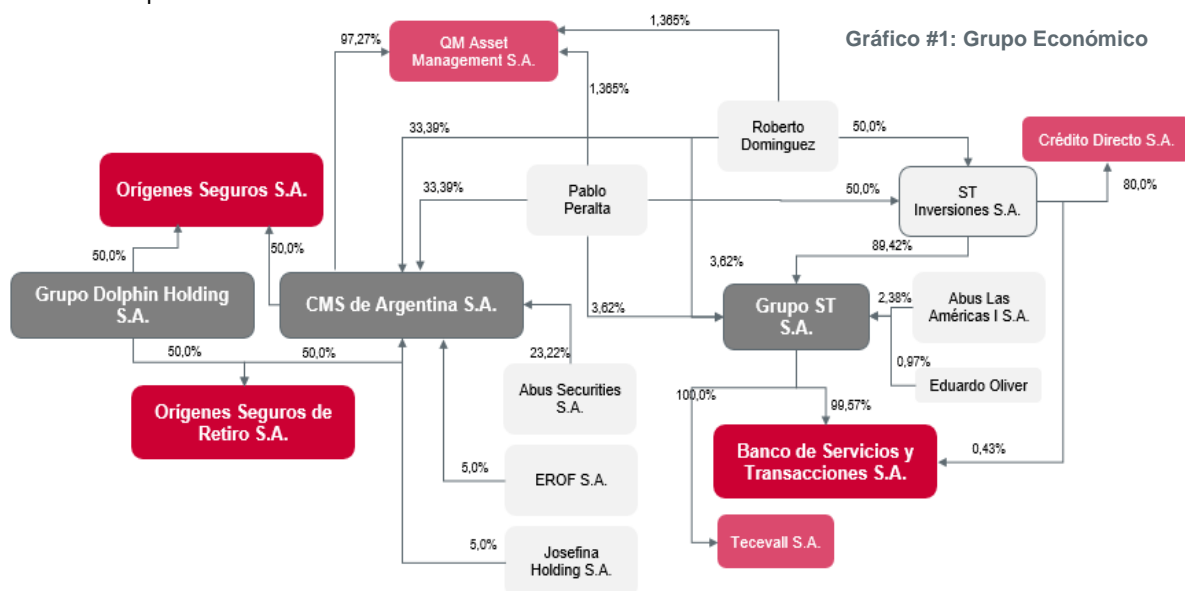 1,365%
97,27%
QM Asset
Management S.A.
Gráfico #1: Grupo Económico
1,365%
33,39%
Roberto
Dominguez
50,0%
Crédito Directo S.A.
Orígenes Seguros S.A.
33,39%
Pablo
Peralta
50,0%
ST
Inversiones S.A.
80,0%
50,0%
50,0%
89,42%
3,62%
Grupo Dolphin Holding
S.A.
CMS de Argentina S.A.
3,62%
Grupo ST
S.A.
2,38%
Abus Las
Américas I S.A.
50,0%
50,0%
23,22%
0,97%
Eduardo Oliver
Abus Securities
S.A.
100,0%
99,57%
Orígenes Seguros de
Retiro S.A.
Banco de Servicios y
Transacciones S.A.
0,43%
5,0%
EROF S.A.
Tecevall S.A.
5,0%
Josefina
Holding S.A.